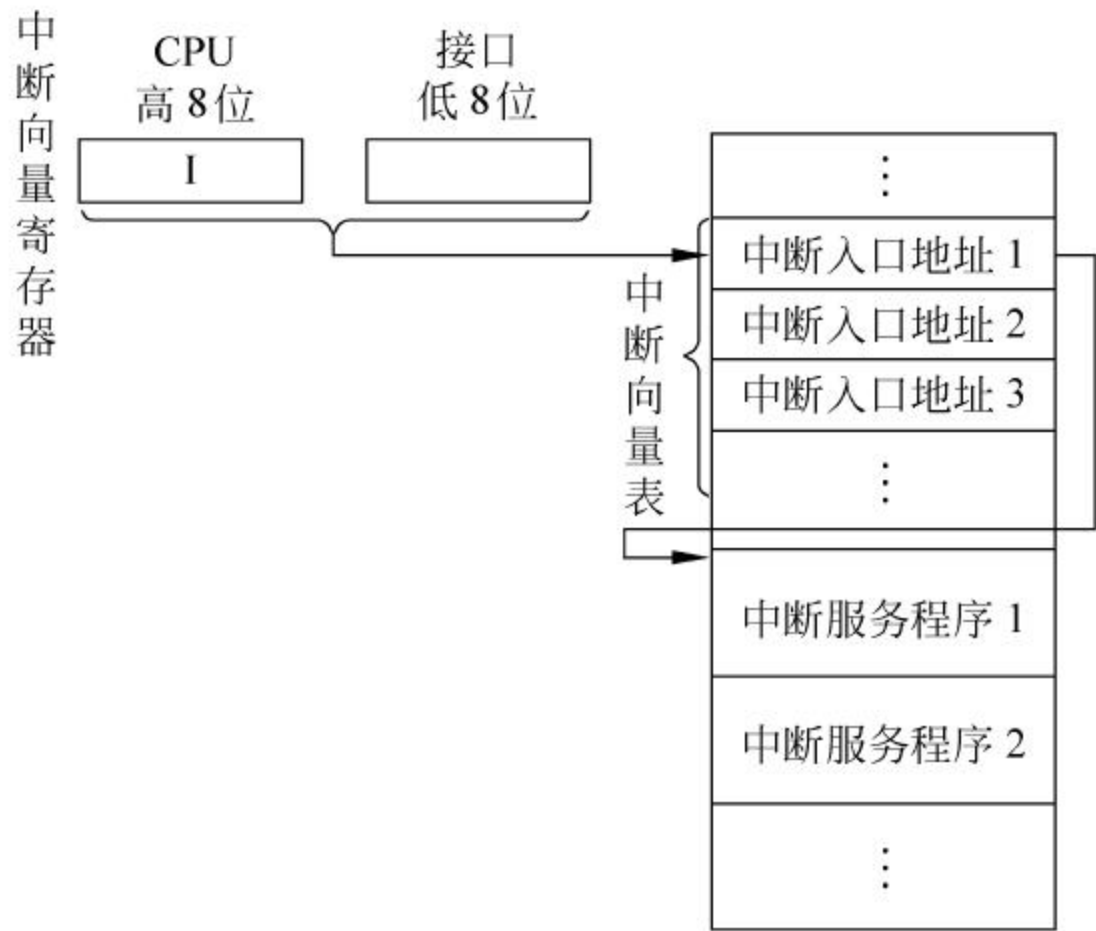 中断向量寄存器
CPU
高 8 位
接口
低 8 位
I
⋮
中断入口地址 1
中断入口地址 2
中断入口地址 3
⋮
中断向量表
中断服务程序 1
中断服务程序 2
⋮